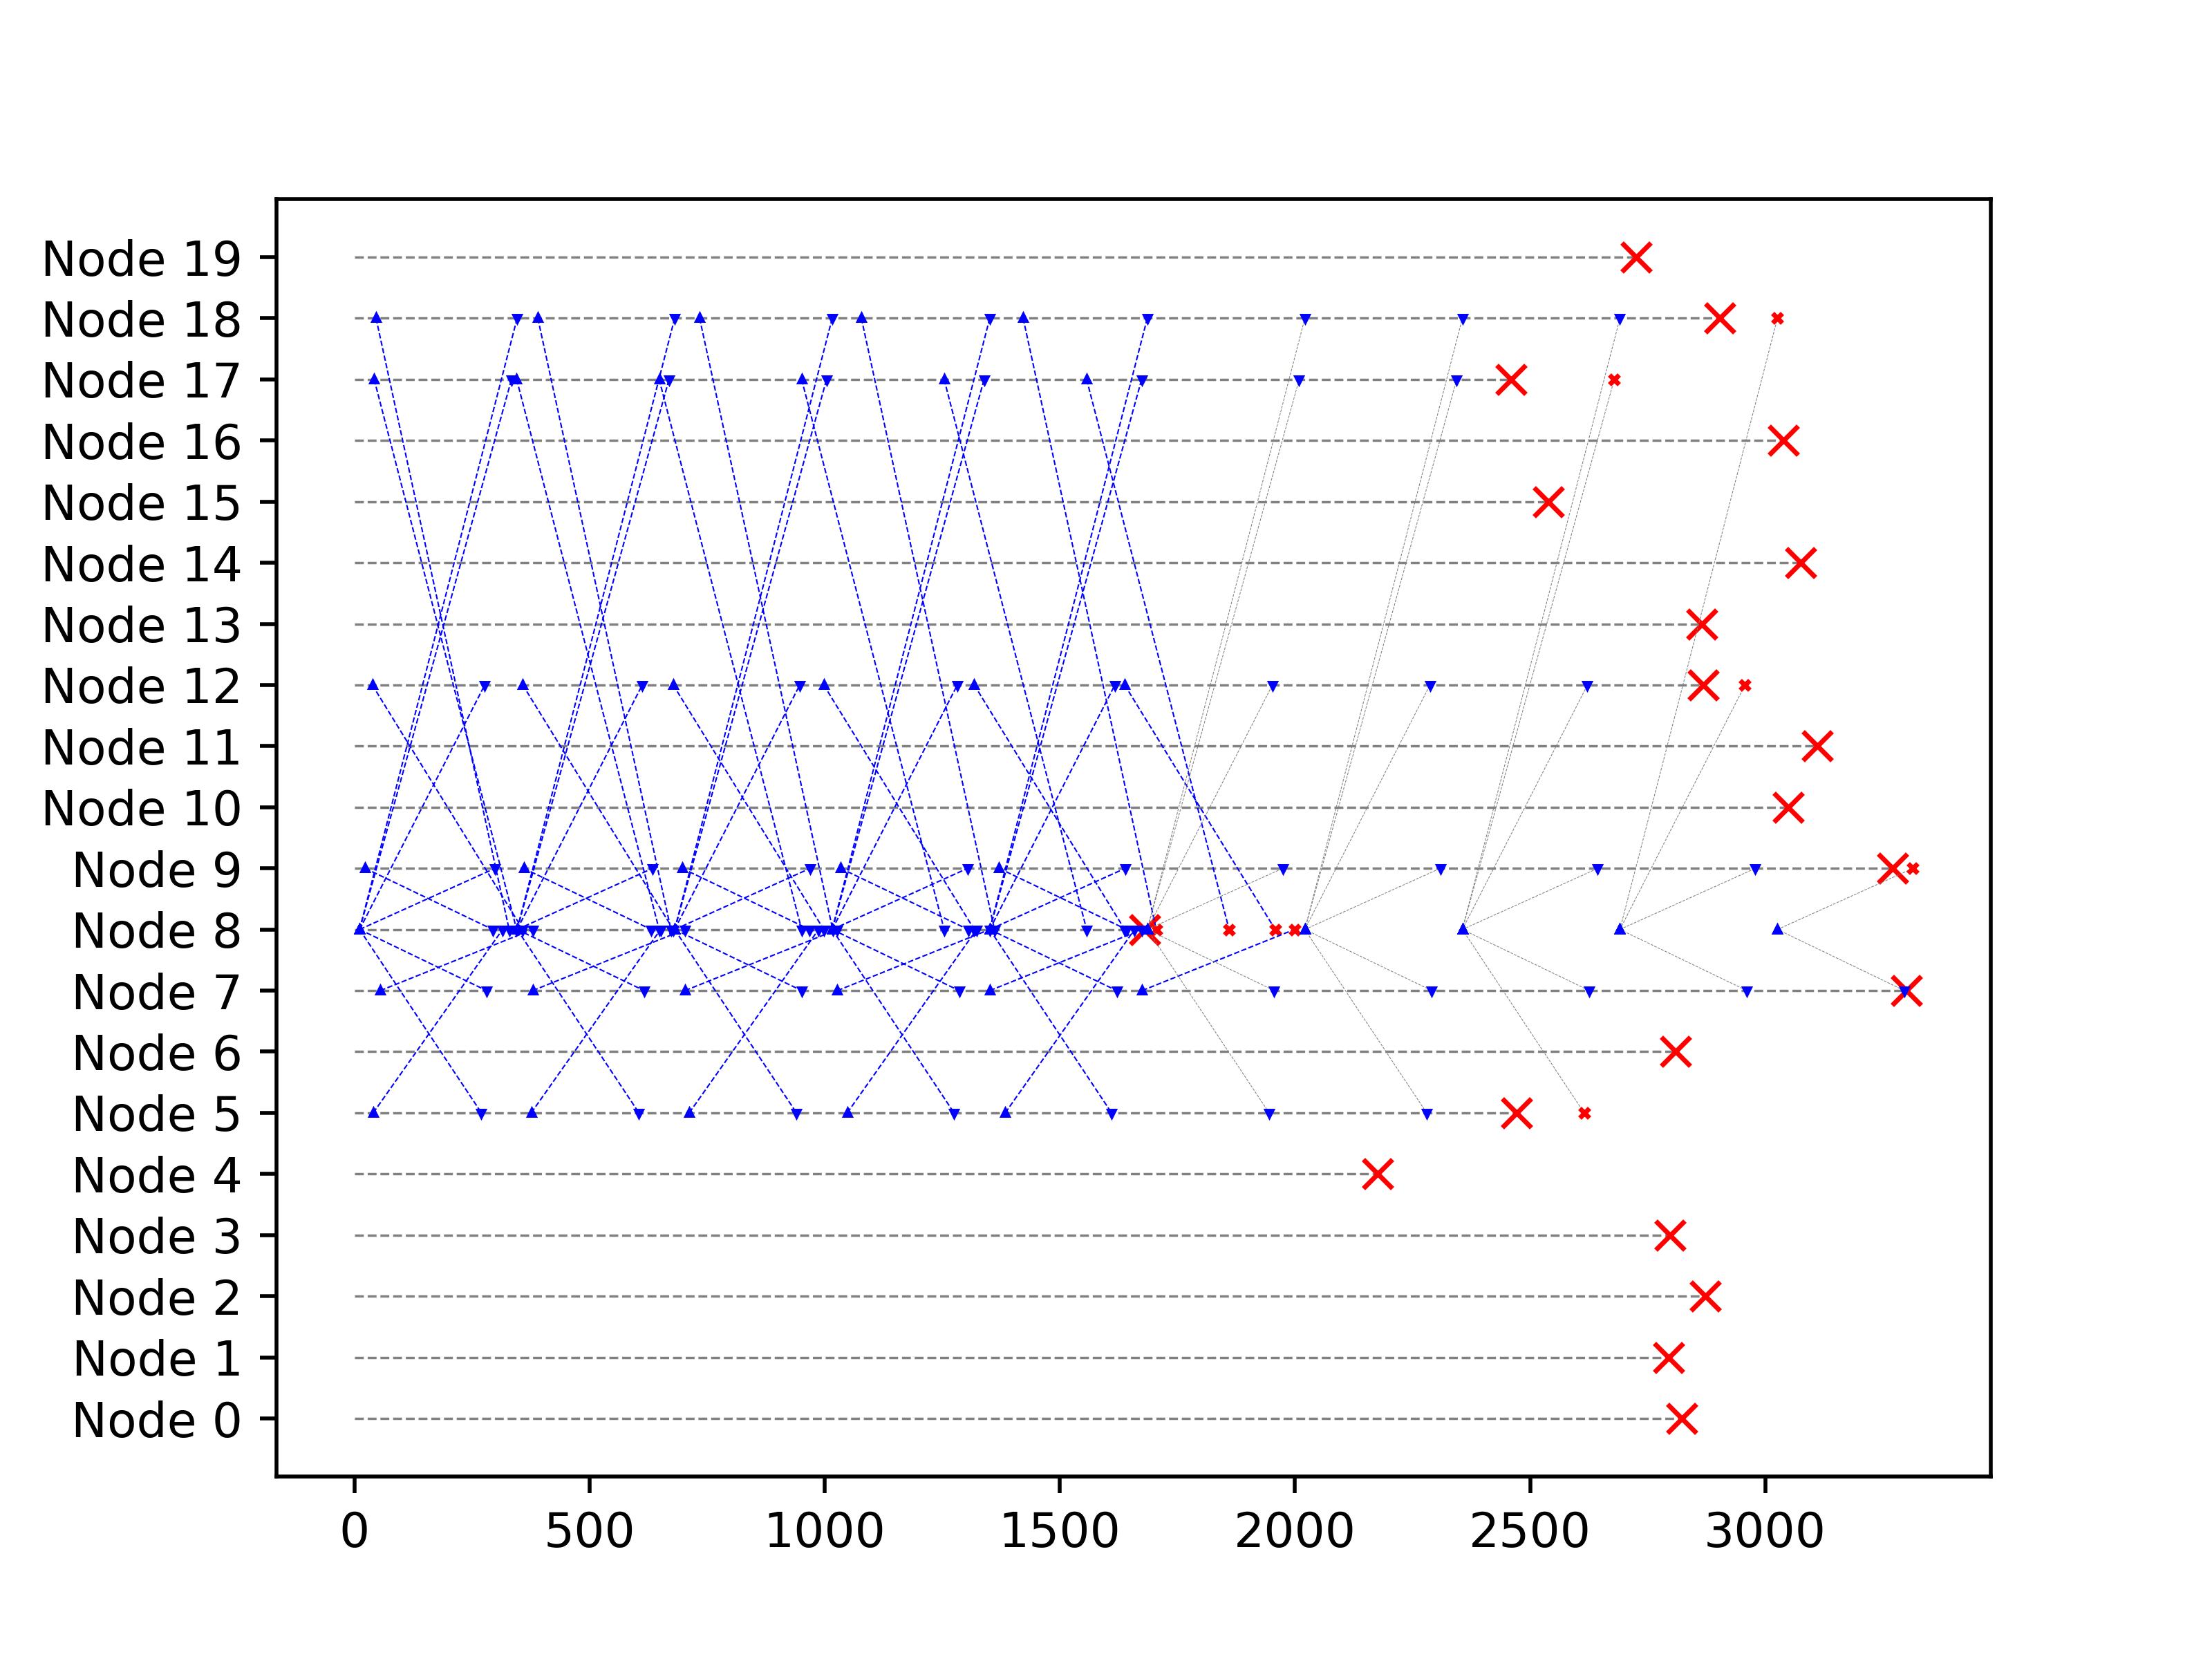 Node 19
Node 18
Node 17
Node 16
Node 15
Node 14
Node 13
Node 12
Node 11
Node 10
Node 9
Node 8
Node 7
Node 6
Node 5
Node 4
Node 3
Node 2
Node 1
Node 0
0 500 1000 1500 2000 2500 3000